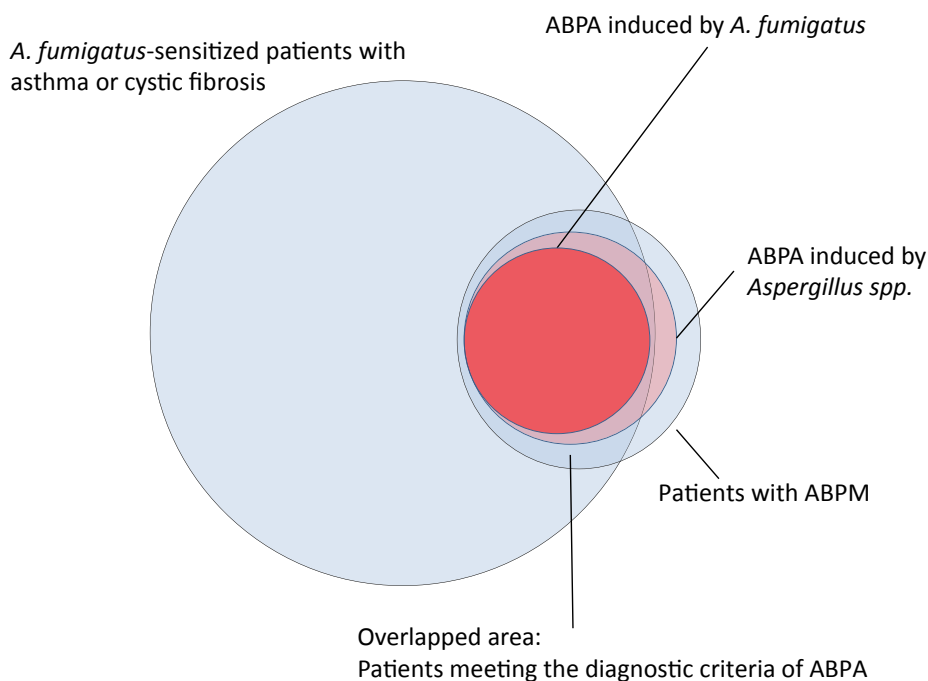 ABPA induced by A. fumigatus
A. fumigatus-sensitized patients with
asthma or cystic fibrosis
ABPA induced by
Aspergillus spp.
Patients with ABPM
Overlapped area:
Patients meeting the diagnostic criteria of ABPA